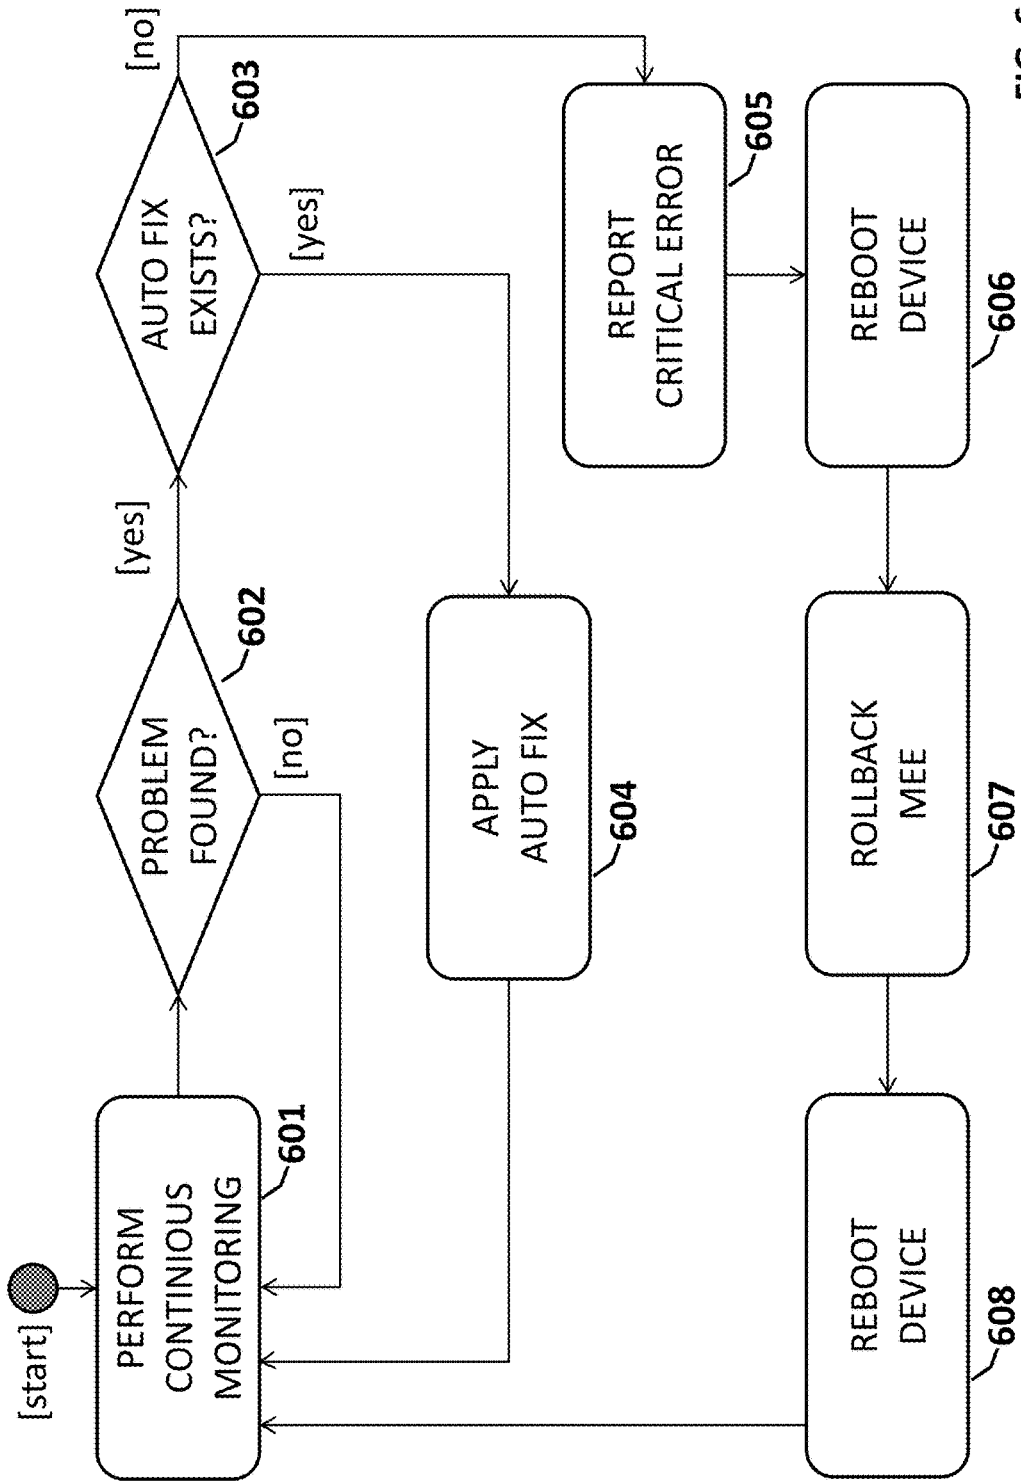 [start]
PERFORM
CONTINIOUS
MONITORING
601
PROBLEM
FOUND?
602
[no]
[yes]
AUTO FIX
EXISTS?
603
[yes]
[no]
APPLY
AUTO FIX
604
REPORT
CRITICAL ERROR
605
REBOOT
DEVICE
606
ROLLBACK
MEE
607
REBOOT
DEVICE
608
FIG.